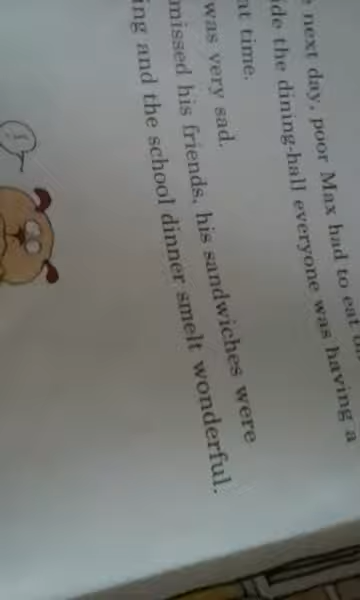 next day, poor Max had to eat
the dining-hall everyone was having a
at time.
was very sad.
missed his friends, his sandwiches were
ing and the school dinner smelt wonderful.